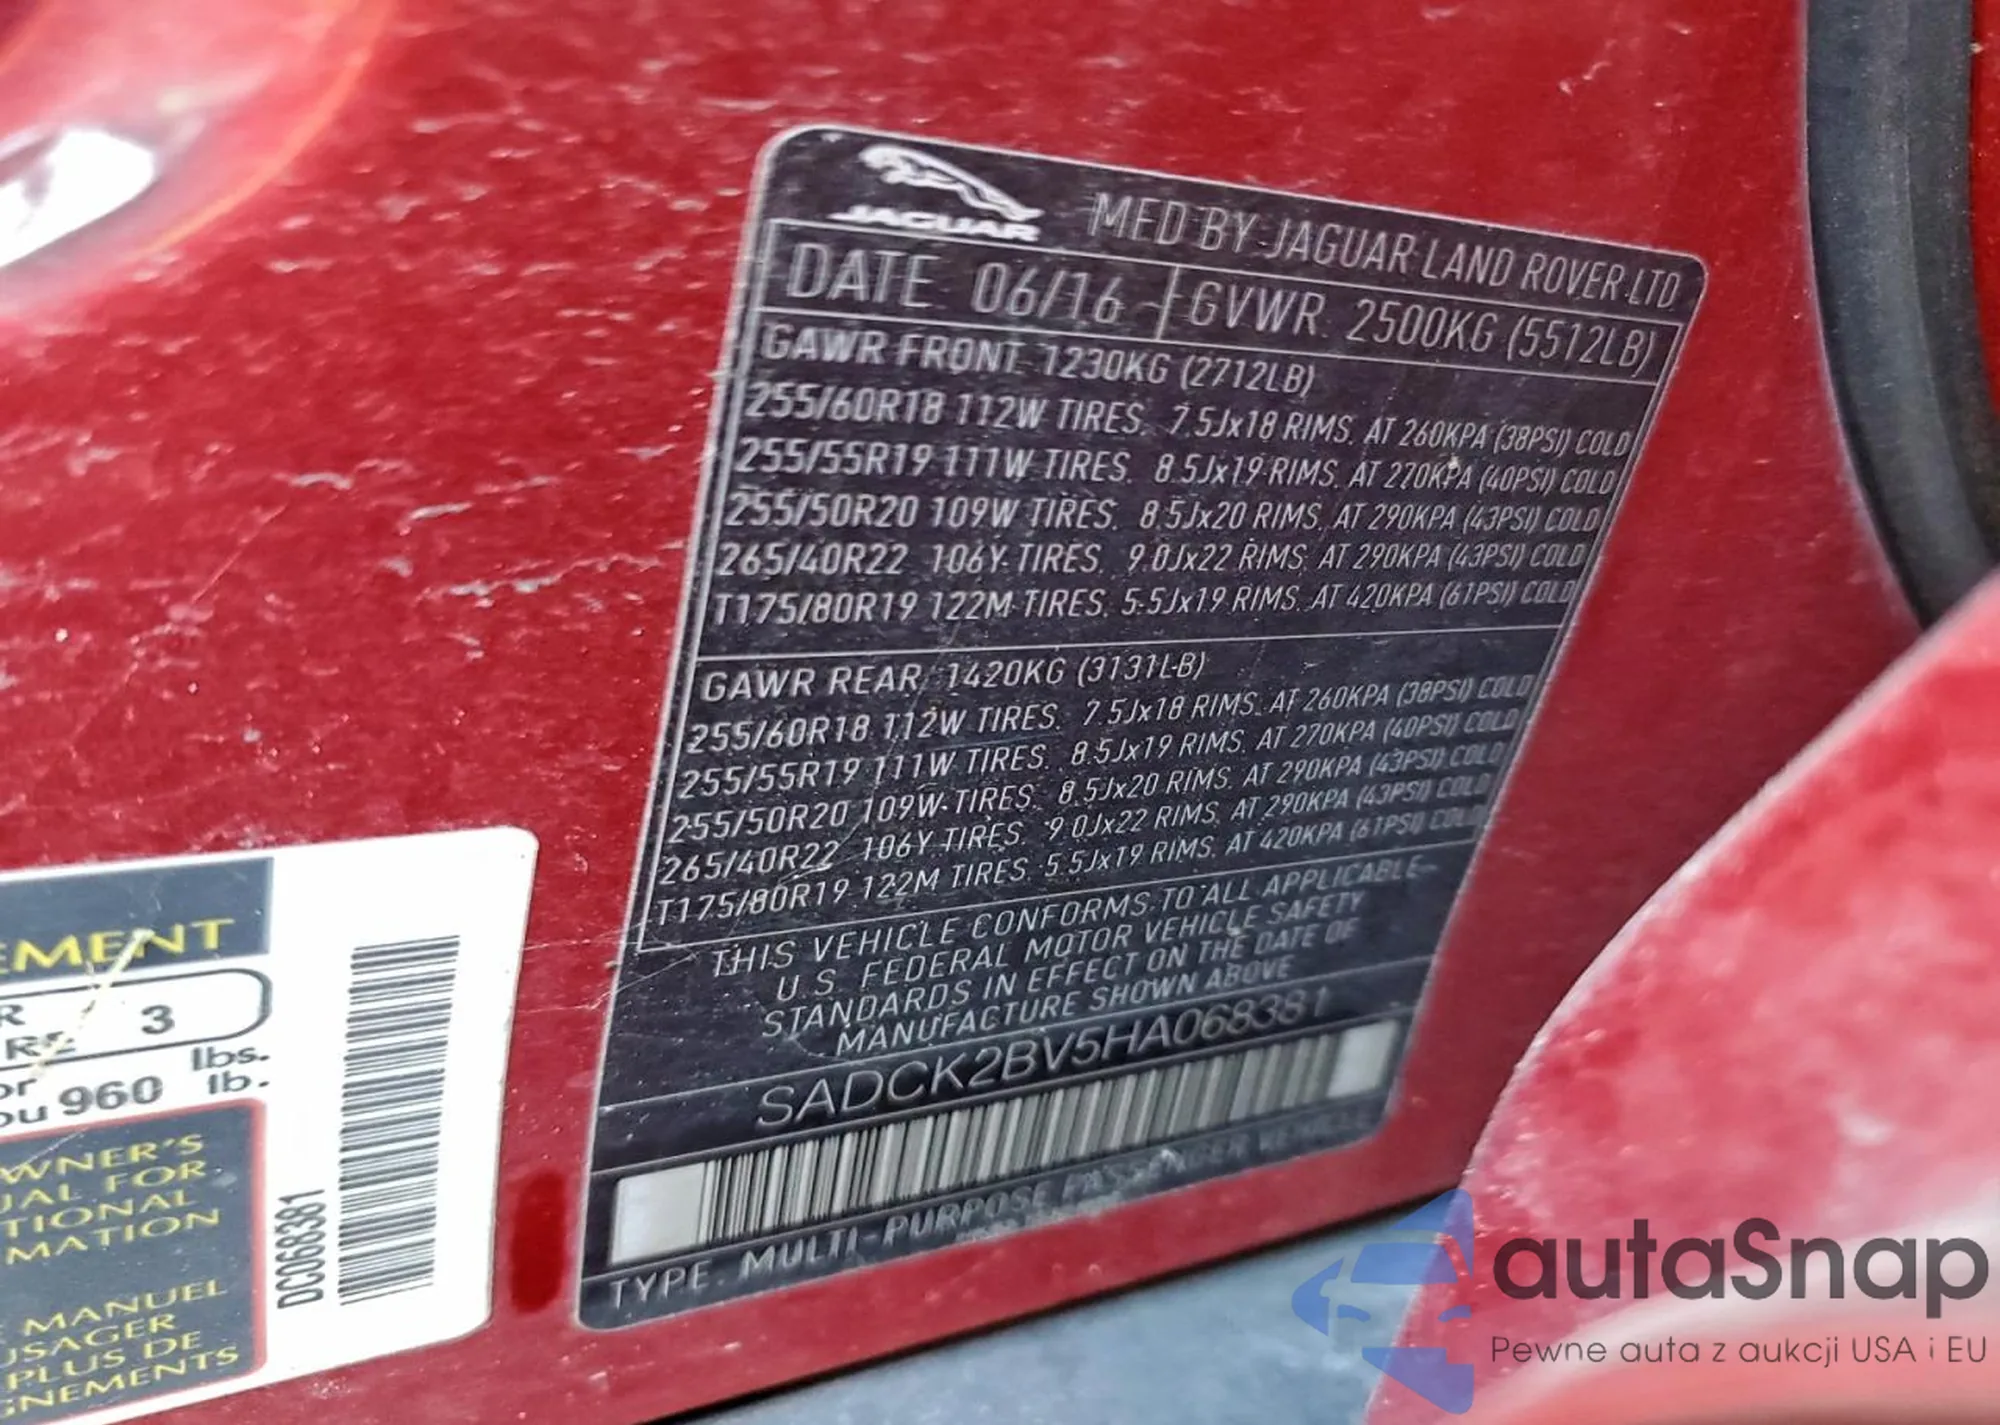 JAGUAR
MFD BY JAGUAR LAND ROVER LTD
DATE 06/16 GVWR 2500KG (5512LB)
GAWR FRONT 1230KG (2712LB)
255/60R18 112W TIRES. 7.5Jx18 RIMS. AT 260KPA (38PSI) COLD
255/55R19 111W TIRES. 8.5Jx19 RIMS. AT 270KPA (40PSI) COLD
255/50R20 109W TIRES. 8.5Jx20 RIMS. AT 290KPA (43PSI) COLD
265/40R22 106Y TIRES. 9.0Jx22 RIMS. AT 290KPA (43PSI) COLD
T175/80R19 122M TIRES. 5.5Jx19 RIMS. AT 420KPA (61PSI) COLD
GAWR REAR 1420KG (3131LB)
255/60R18 112W TIRES. 7.5Jx18 RIMS. AT 260KPA (38PSI) COLD
255/55R19 111W TIRES. 8.5Jx19 RIMS. AT 270KPA (40PSI) COLD
255/50R20 109W TIRES. 8.5Jx20 RIMS. AT 290KPA (43PSI) COLD
265/40R22 106Y TIRES. 9.0Jx22 RIMS. AT 290KPA (43PSI) COLD
T175/80R19 122M TIRES. 5.5Jx19 RIMS. AT 420KPA (61PSI) COLD
THIS VEHICLE CONFORMS TO ALL APPLICABLE
U.S. FEDERAL MOTOR VEHICLE SAFETY
STANDARDS IN EFFECT ON THE DATE OF
MANUFACTURE SHOWN ABOVE
SADCK2BV5HA068381
TYPE MULTI-PURPOSE PASSENGER VEHICLE
EMENT
R
RE 3
or lbs.
ou 960 lb.
WNER'S
UAL FOR
TIONAL
MATION
MANUEL
USAGER
PLUS DE
GNEMENTS
DC068381
autaSnap
Pewne auta z aukcji USA i EU